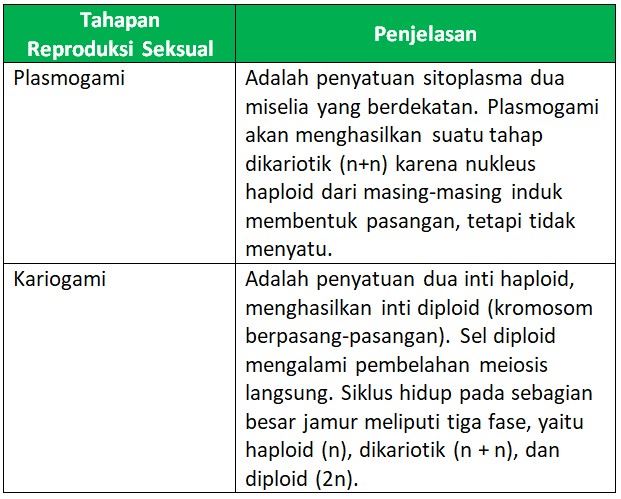 Tahapan
Reproduksi Seksual
Penjelasan
Plasmogami
Adalah penyatuan sitoplasma dua
miselia yang berdekatan. Plasmogami
akan menghasilkan suatu tahap
dikariotik (n+n) karena nukleus
haploid dari masing-masing induk
membentuk pasangan, tetapi tidak
menyatu.
Kariogami
Adalah penyatuan dua inti haploid,
menghasilkan inti diploid (kromosom
berpasang-pasangan). Sel diploid
mengalami pembelahan meiosis
langsung. Siklus hidup pada sebagian
besar jamur meliputi tiga fase, yaitu
haploid (n), dikariotik (n + n), dan
diploid (2n).